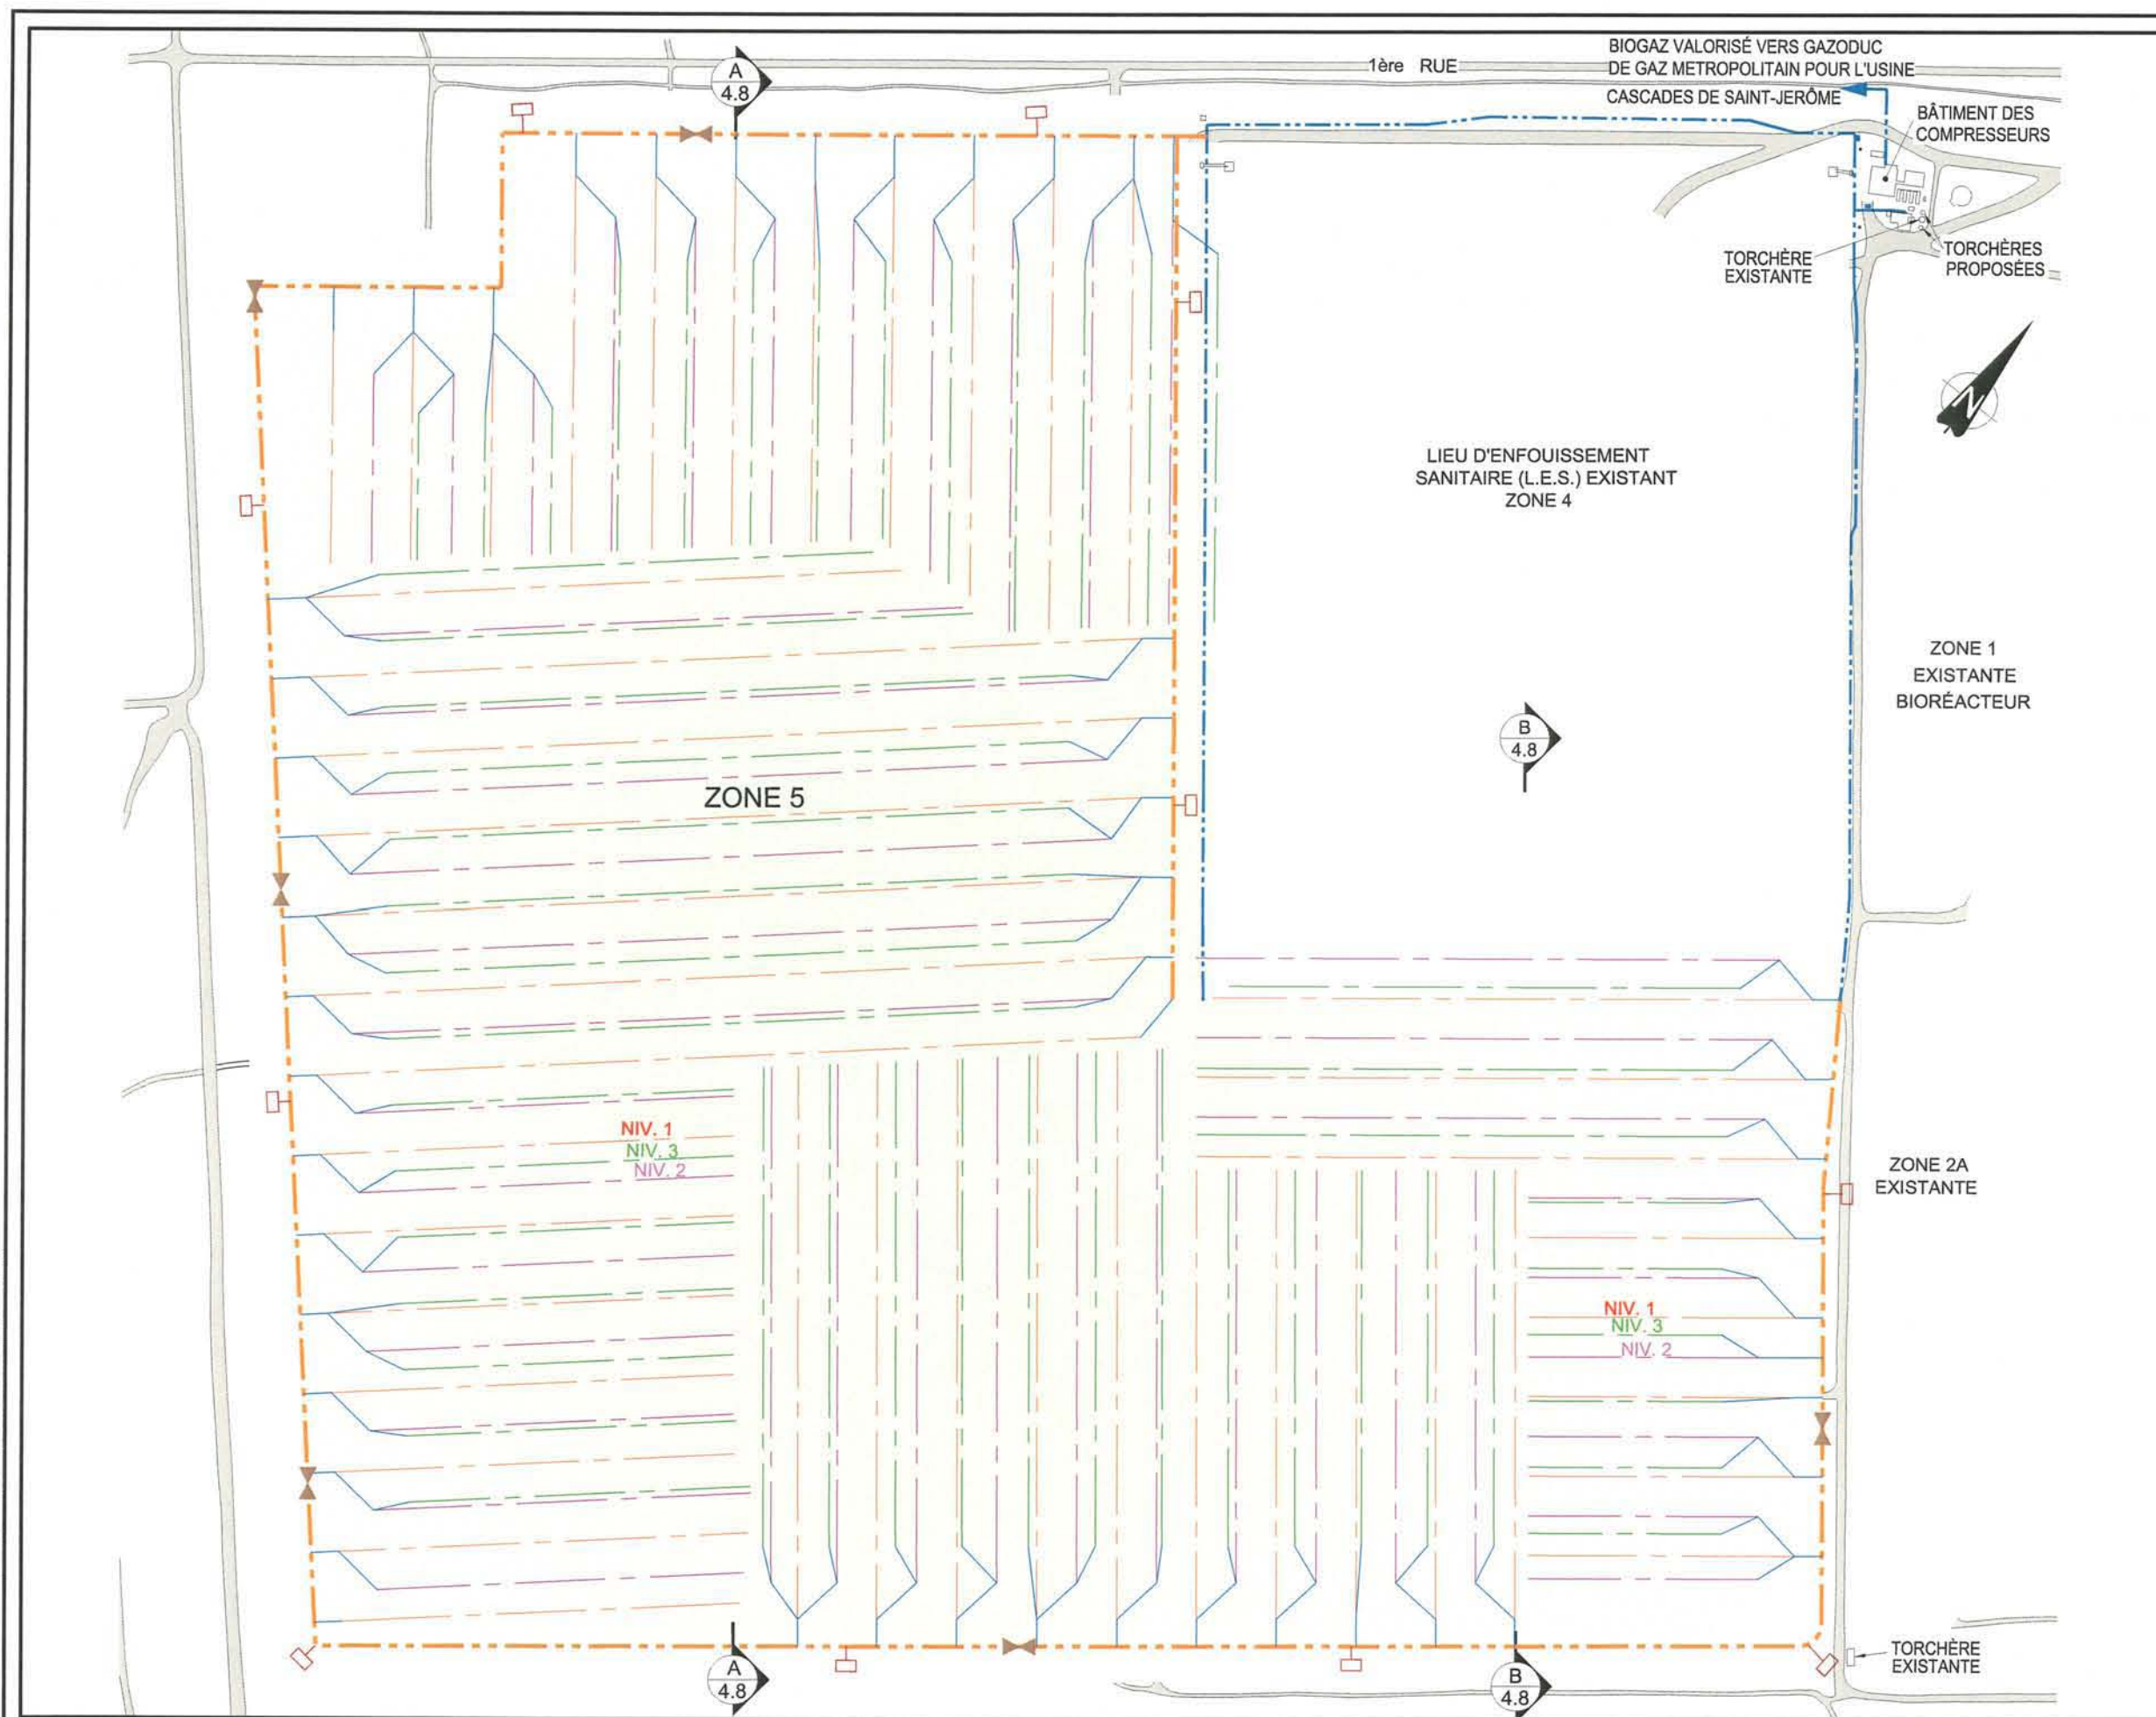 BIOGAZ VALORISÉ VERS GAZODUC
DE GAZ METROPOLITAIN POUR L'USINE
CASCADES DE SAINT-JERÔME
1ère RUE
A
4.8
BÂTIMENT DES
COMPRESSEURS
TORCHÈRE
EXISTANTE
TORCHÈRES
PROPOSÉES
N
LIEU D'ENFOUISSEMENT
SANITAIRE (L.E.S.) EXISTANT
ZONE 4
ZONE 1
EXISTANTE
BIORÉACTEUR
B
4.8
ZONE 5
NIV. 1
NIV. 3
NIV. 2
ZONE 2A
EXISTANTE
NIV. 1
NIV. 3
NIV. 2
TORCHÈRE
EXISTANTE
A
4.8
B
4.8